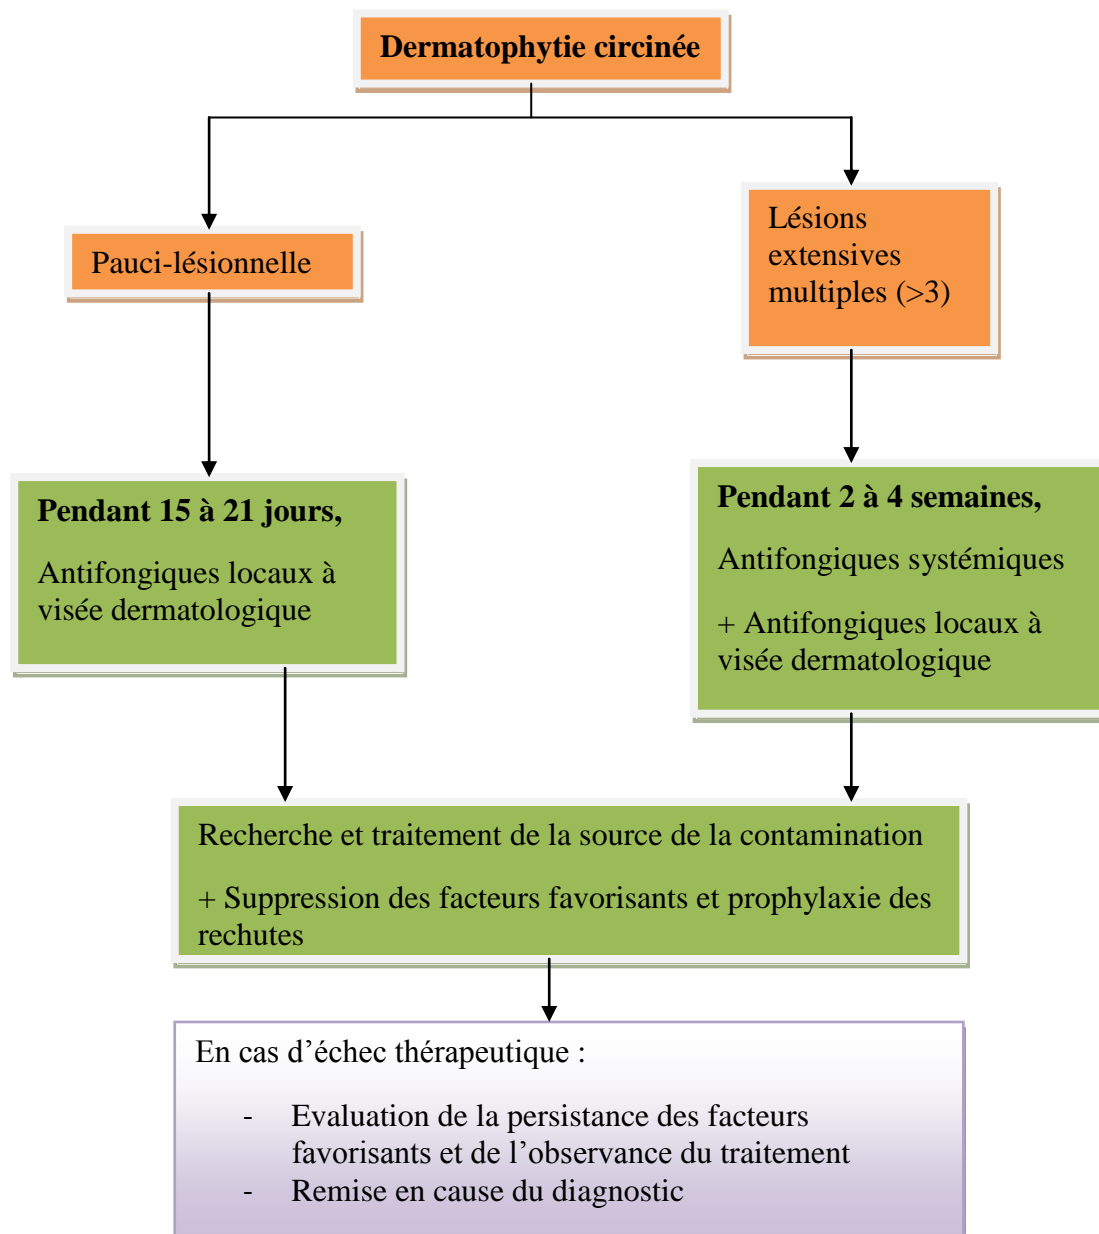 Dermatophytie circinée
Pauci-lésionnelle
Lésions
extensives
multiples (>3)
Pendant 15 à 21 jours,
Antifongiques locaux à
visée dermatologique
Pendant 2 à 4 semaines,
Antifongiques systémiques
+ Antifongiques locaux à
visée dermatologique
Recherche et traitement de la source de la contamination
+ Suppression des facteurs favorisants et prophylaxie des
rechutes
En cas d’échec thérapeutique :
- Evaluation de la persistance des facteurs
favorisants et de l’observance du traitement
- Remise en cause du diagnostic